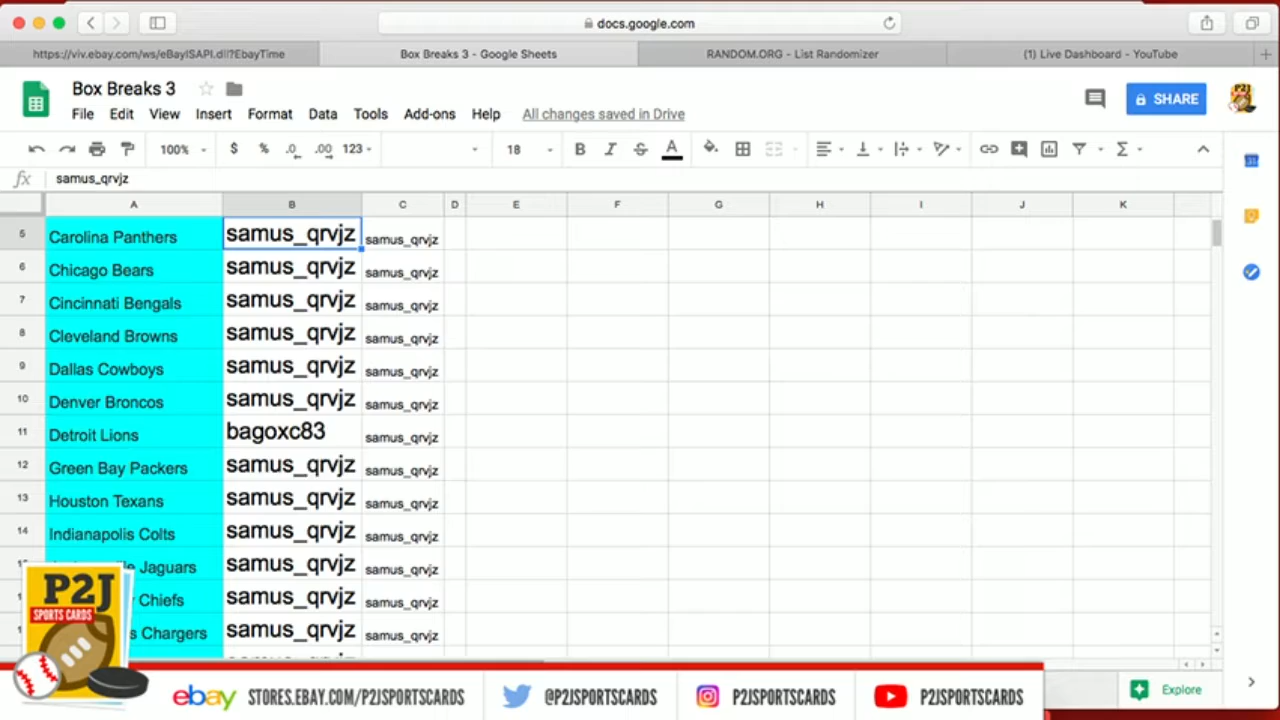 docs.google.com
https://viv.ebay.com/ws/eBayISAPI.dll?EbayTime
Box Breaks 3 - Google Sheets
RANDOM.ORG - List Randomizer
(1) Live Dashboard - YouTube
Box Breaks 3
File Edit View Insert Format Data Tools Add-ons Help All changes saved in Drive
SHARE
100% $ % .0 .00 123 18 B I S A
fx samus_qrvjz
A B C D E F G H I J K
5 Carolina Panthers samus_qrvjz samus_qrvjz
6 Chicago Bears samus_qrvjz samus_qrvjz
7 Cincinnati Bengals samus_qrvjz samus_qrvjz
8 Cleveland Browns samus_qrvjz samus_qrvjz
9 Dallas Cowboys samus_qrvjz samus_qrvjz
10 Denver Broncos samus_qrvjz samus_qrvjz
11 Detroit Lions bagoxc83 samus_qrvjz
12 Green Bay Packers samus_qrvjz samus_qrvjz
13 Houston Texans samus_qrvjz samus_qrvjz
14 Indianapolis Colts samus_qrvjz samus_qrvjz
Jaguars samus_qrvjz samus_qrvjz
Chiefs samus_qrvjz samus_qrvjz
Chargers samus_qrvjz samus_qrvjz
P2J
SPORTS CARDS
ebay STORES.EBAY.COM/P2JSPORTSCARDS
@P2JSPORTSCARDS
P2JSPORTSCARDS
P2JSPORTSCARDS
Explore